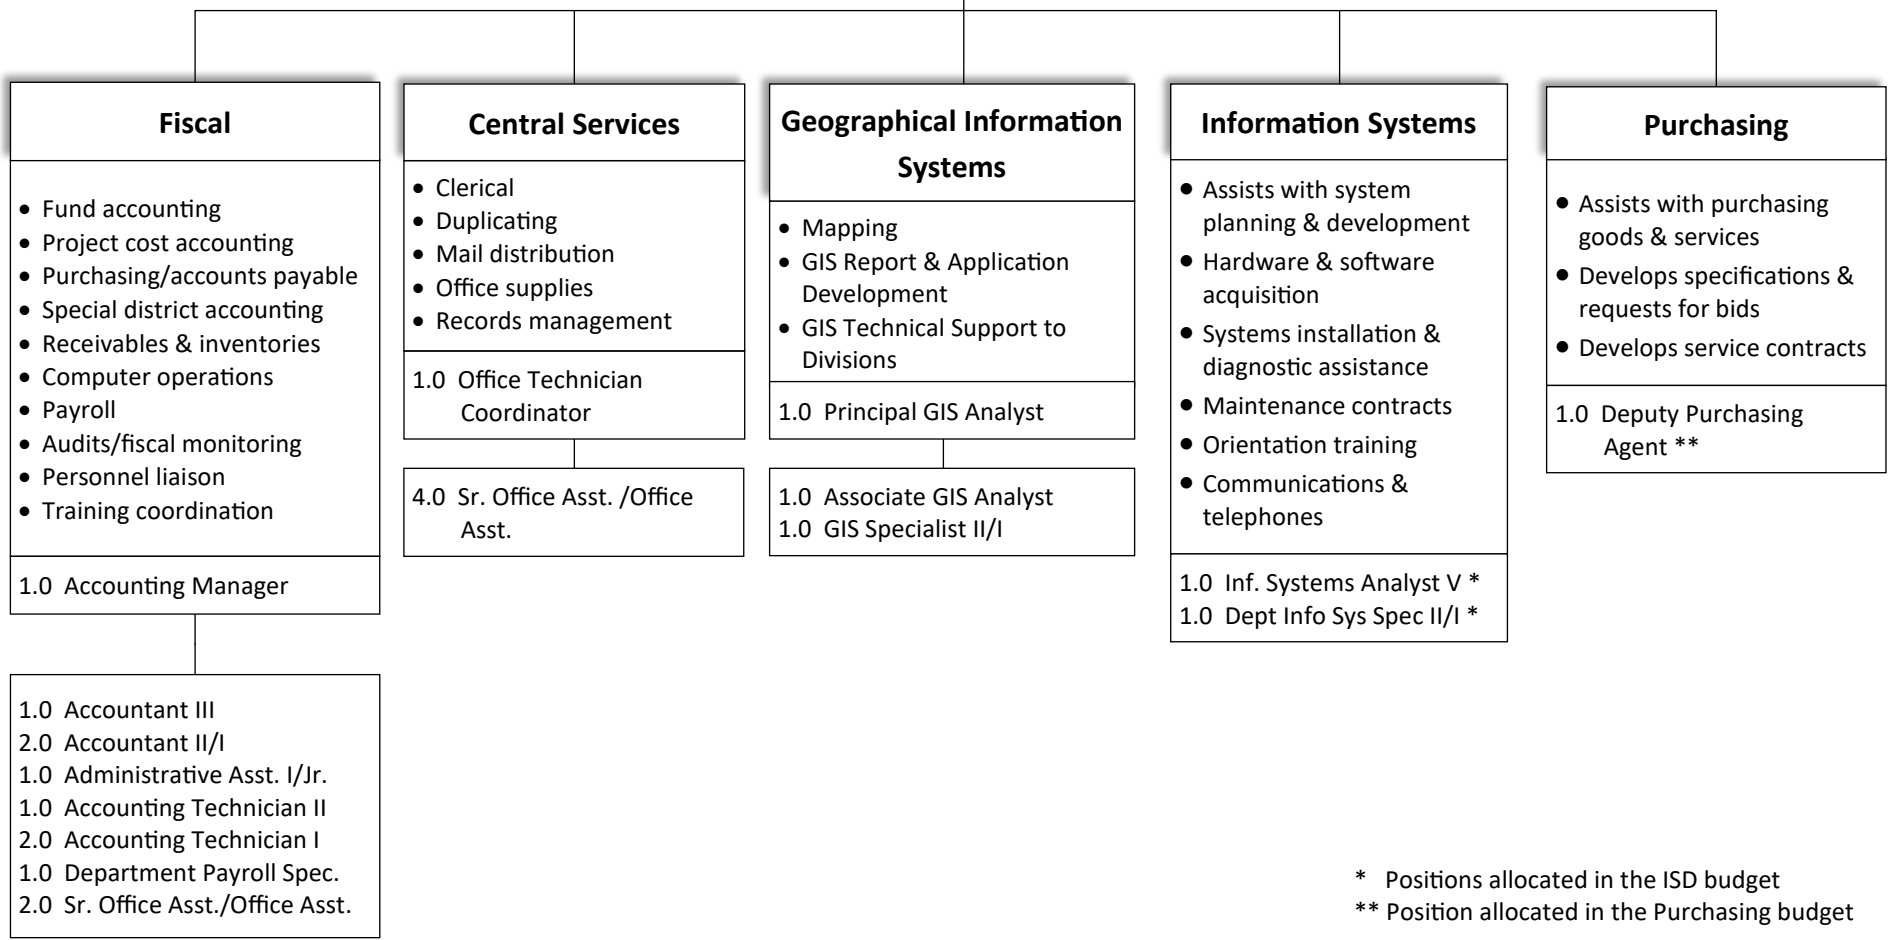 Fiscal
• Fund accounting
• Project cost accounting
• Purchasing/accounts payable
• Special district accounting
• Receivables & inventories
• Computer operations
• Payroll
• Audits/fiscal monitoring
• Personnel liaison
• Training coordination
1.0 Accounting Manager
1.0 Accountant III
2.0 Accountant II/I
1.0 Administrative Asst. I/Jr.
1.0 Accounting Technician II
2.0 Accounting Technician I
1.0 Department Payroll Spec.
2.0 Sr. Office Asst./Office Asst.
Central Services
• Clerical
• Duplicating
• Mail distribution
• Office supplies
• Records management
1.0 Office Technician
Coordinator
4.0 Sr. Office Asst. /Office
Asst.
Geographical Information
Systems
• Mapping
• GIS Report & Application
Development
• GIS Technical Support to
Divisions
1.0 Principal GIS Analyst
1.0 Associate GIS Analyst
1.0 GIS Specialist II/I
Information Systems
• Assists with system
planning & development
• Hardware & software
acquisition
• Systems installation &
diagnostic assistance
• Maintenance contracts
• Orientation training
• Communications &
telephones
1.0 Inf. Systems Analyst V *
1.0 Dept Info Sys Spec II/I *
Purchasing
• Assists with purchasing
goods & services
• Develops specifications &
requests for bids
• Develops service contracts
1.0 Deputy Purchasing
Agent **
* Positions allocated in the ISD budget
** Position allocated in the Purchasing budget